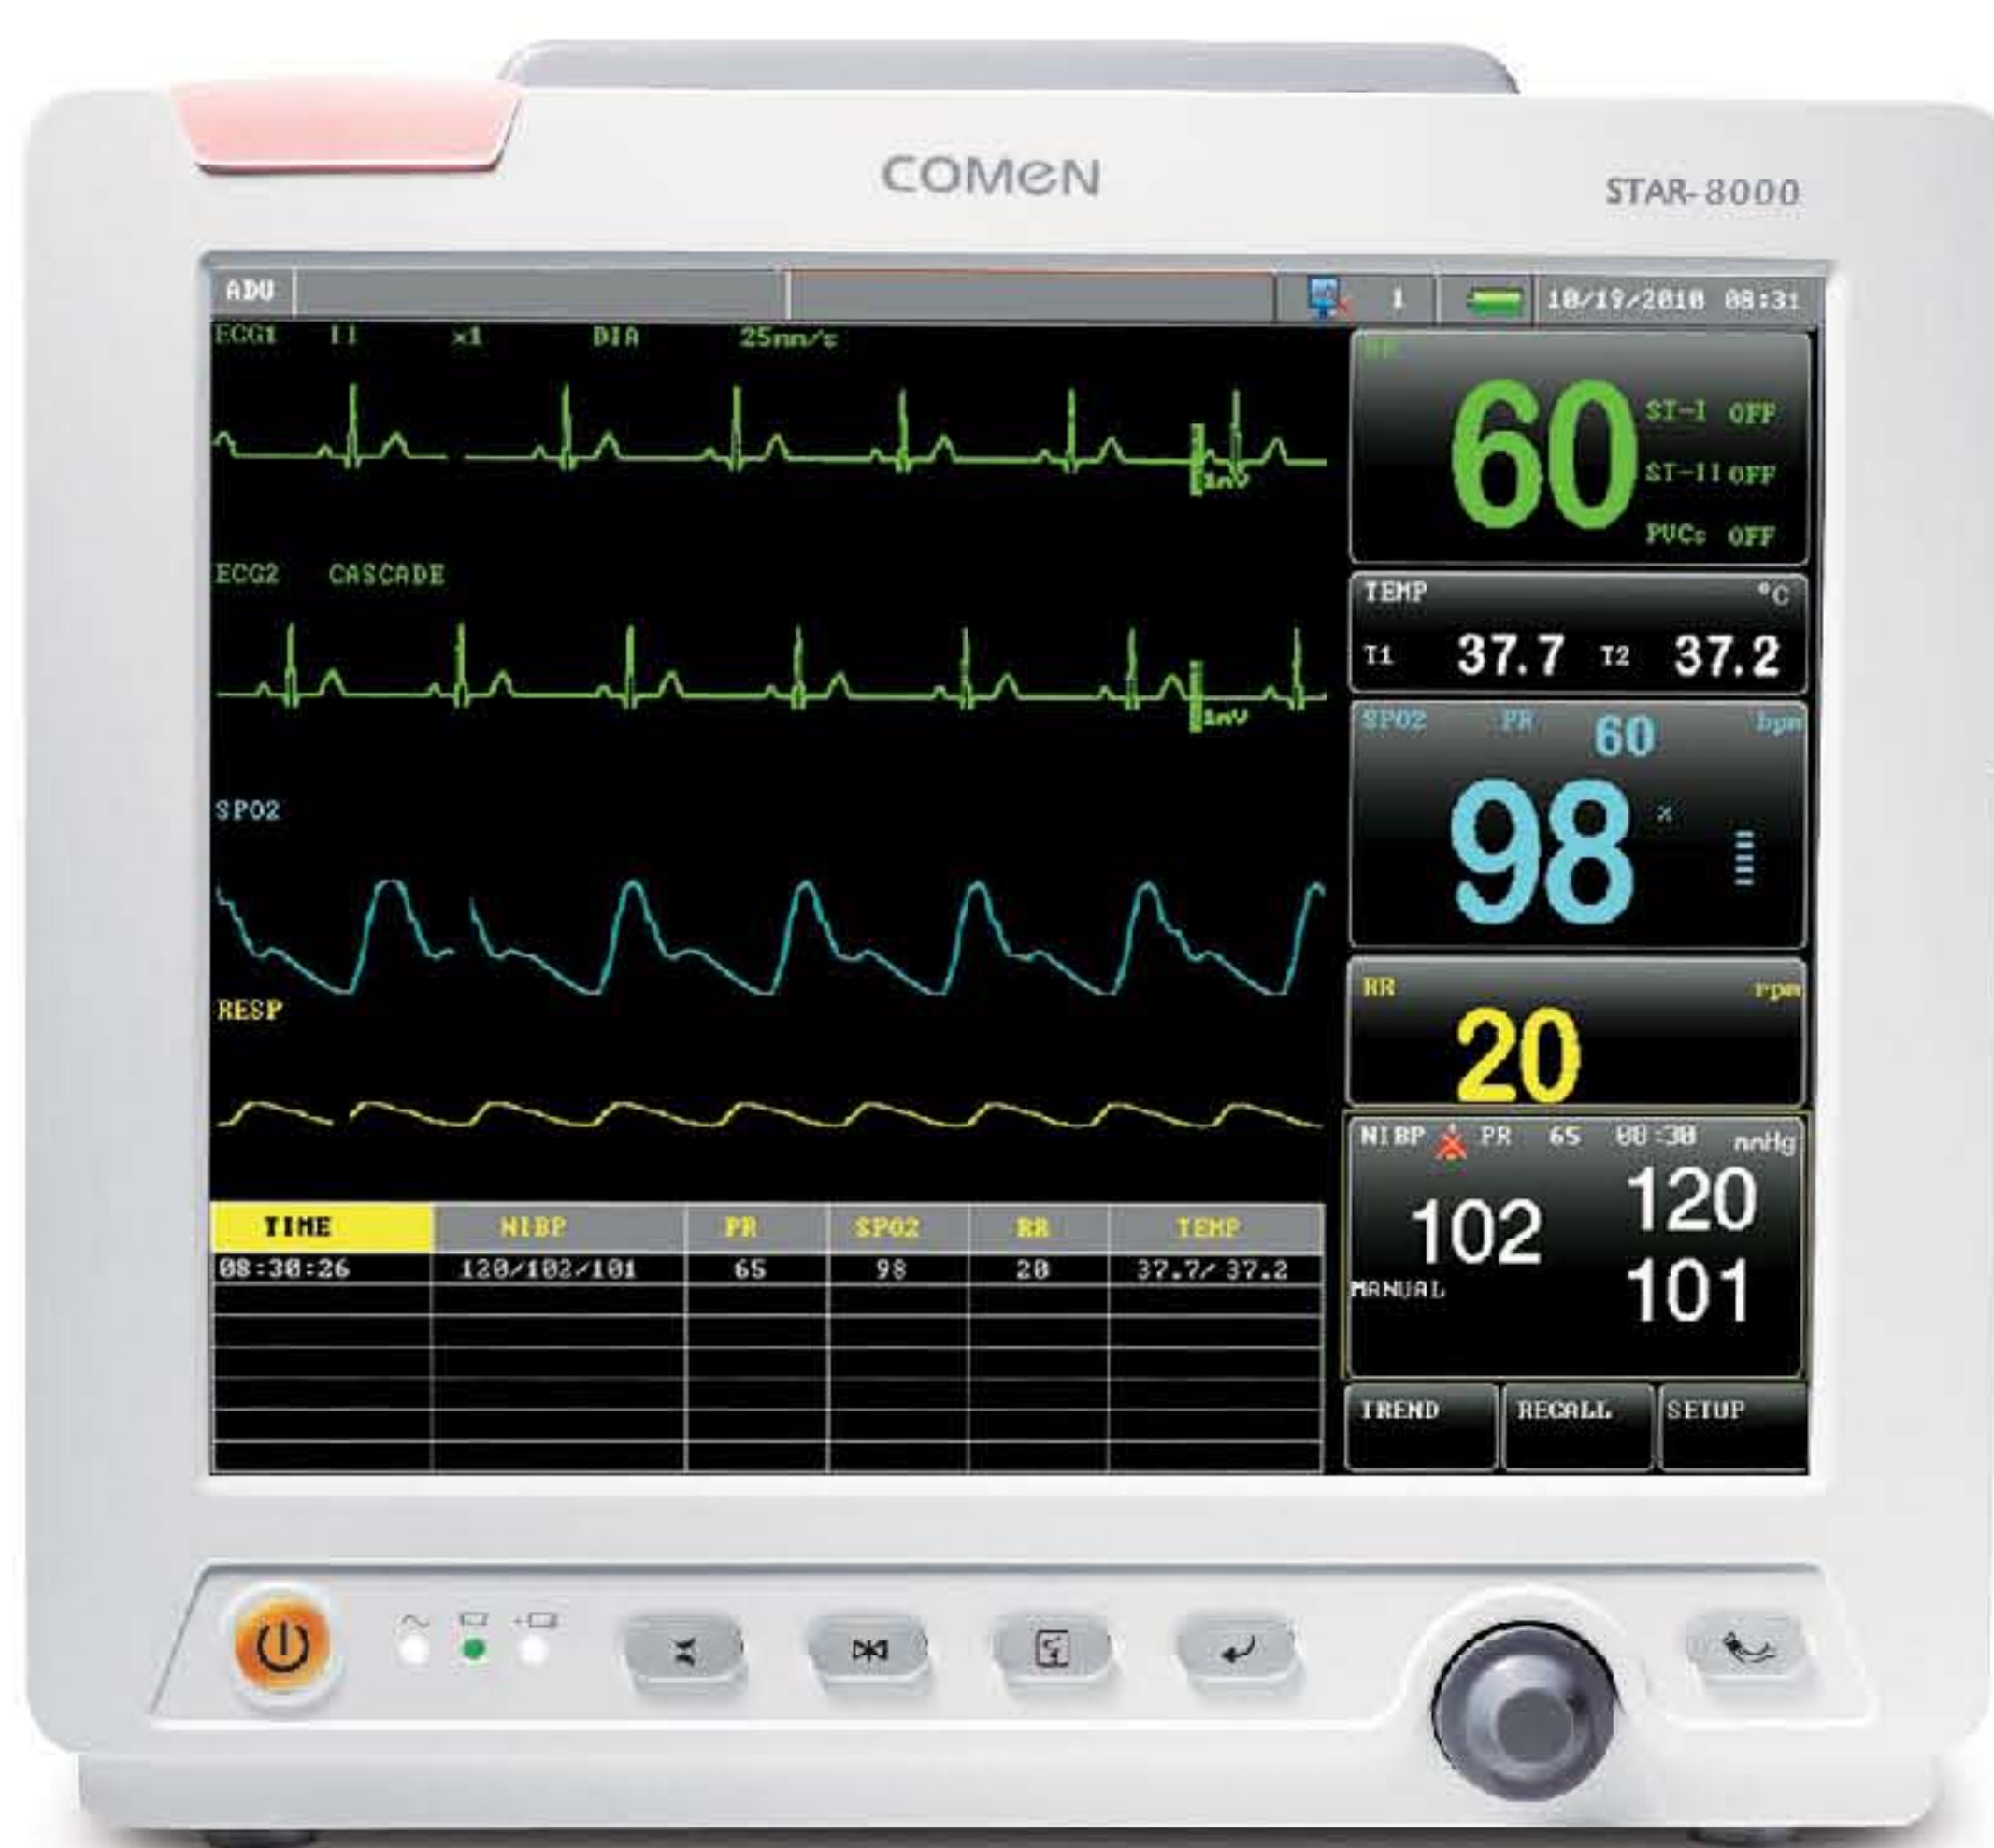 COMeN
STAR-8000
ADU 1 10/19/2010 08:31
ECG1 II x1 DIA 25mm/s
60
ST-I OFF
ST-II OFF
PVCs OFF
1mV
ECG2 CASCADE
1mV
TEMP °C
T1 37.7 T2 37.2
SPO2 PR 60 bpm
98 %
SPO2
RESP
RR rpm
20
NIBP PR 65 08:30 mmHg
120
102
101
MANUAL
TIME NIBP PR SPO2 RR TEMP
08:30:26 120/102/101 65 98 20 37.7/37.2
TREND RECALL SETUP